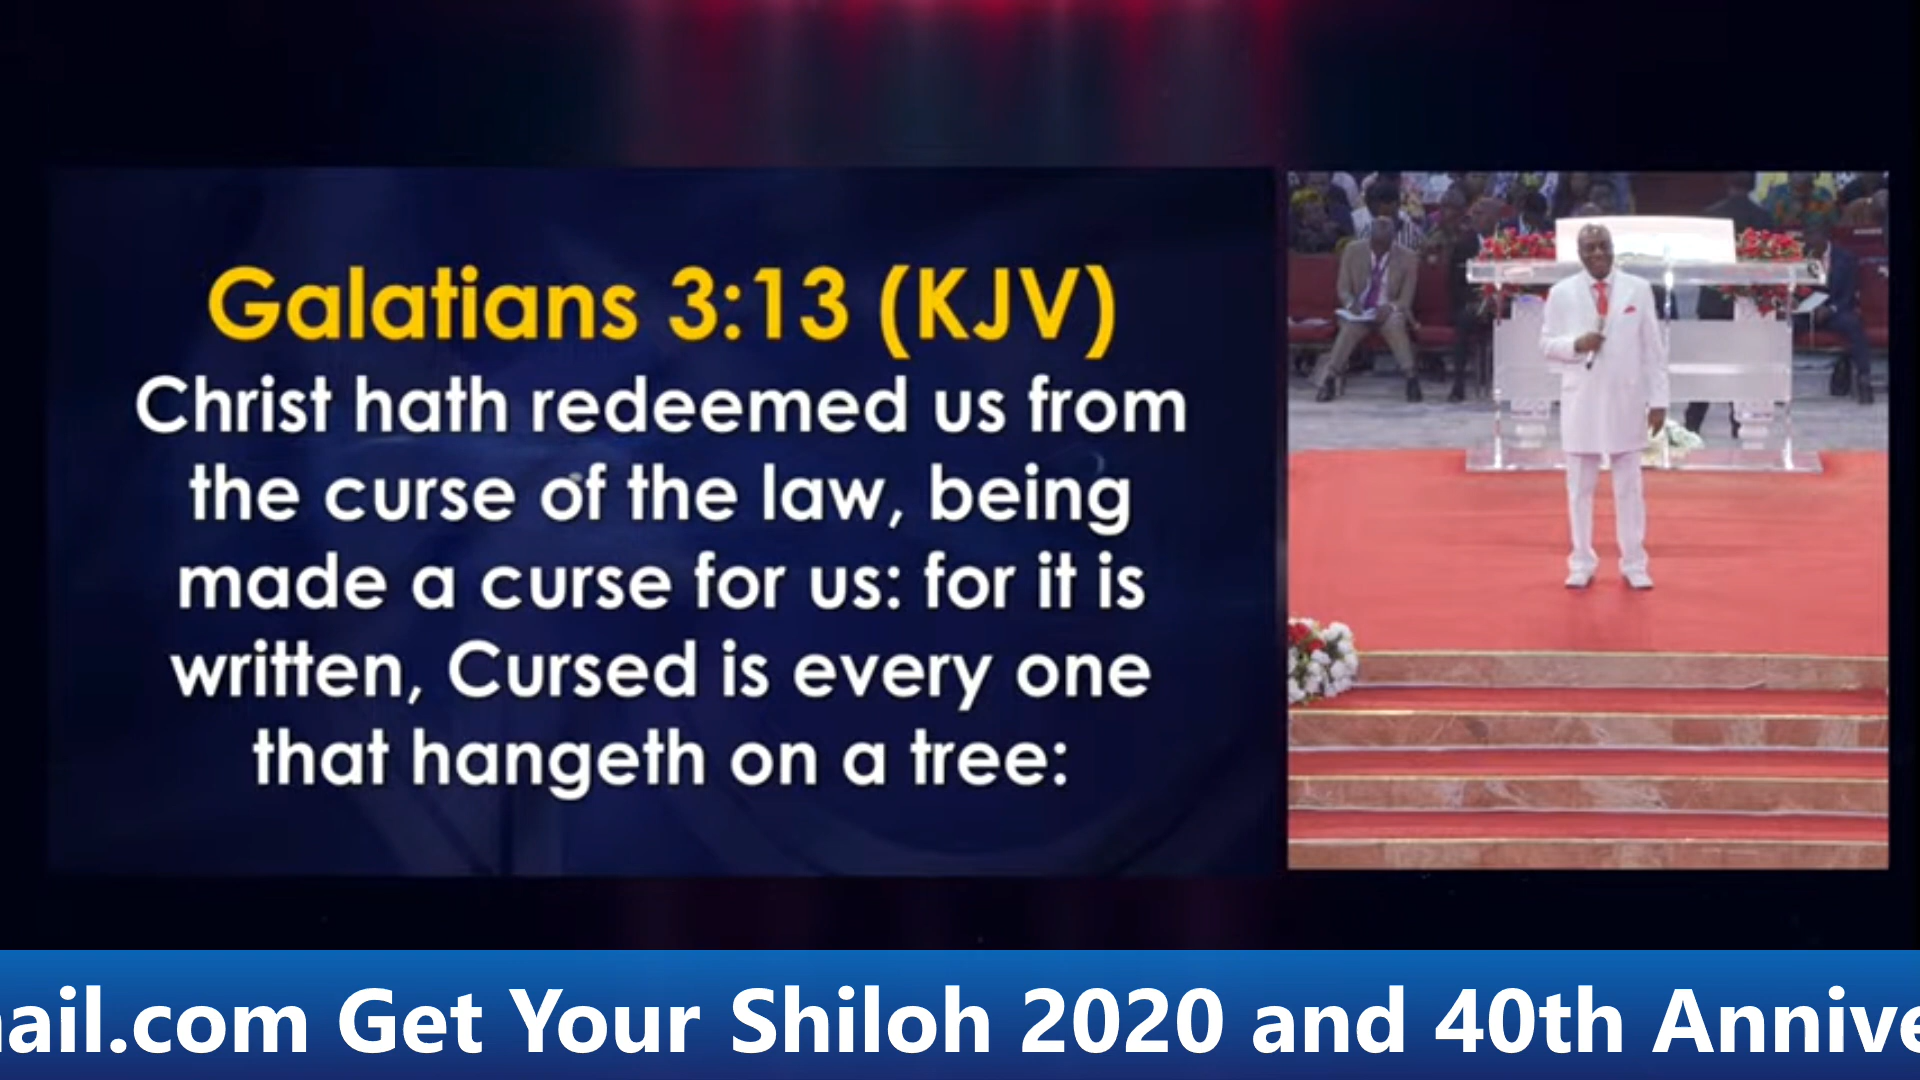 Galatians 3:13 (KJV)
Christ hath redeemed us from
the curse of the law, being
made a curse for us: for it is
written, Cursed is every one
that hangeth on a tree:
ail.com Get Your Shiloh 2020 and 40th Annive